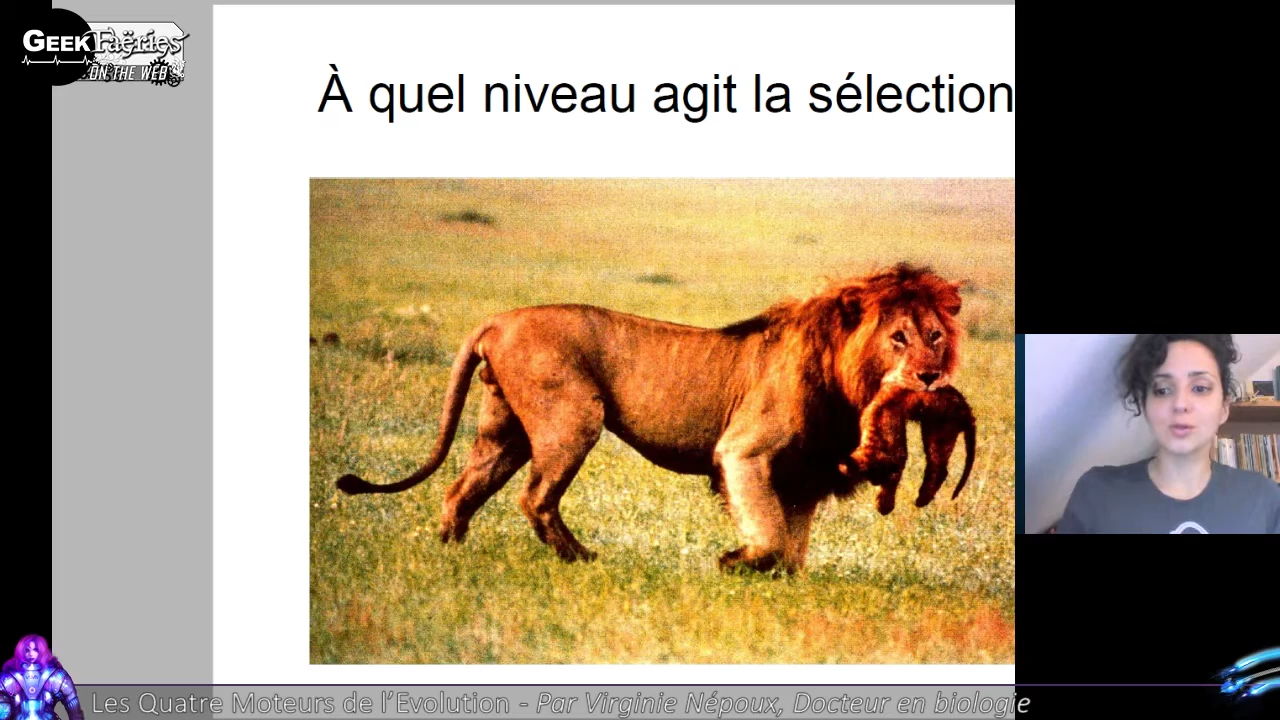 GEEK Faëries
ON THE WEB
À quel niveau agit la sélection
Les Quatre Moteurs de l'Evolution - Par Virginie Népoux, Docteur en biologie